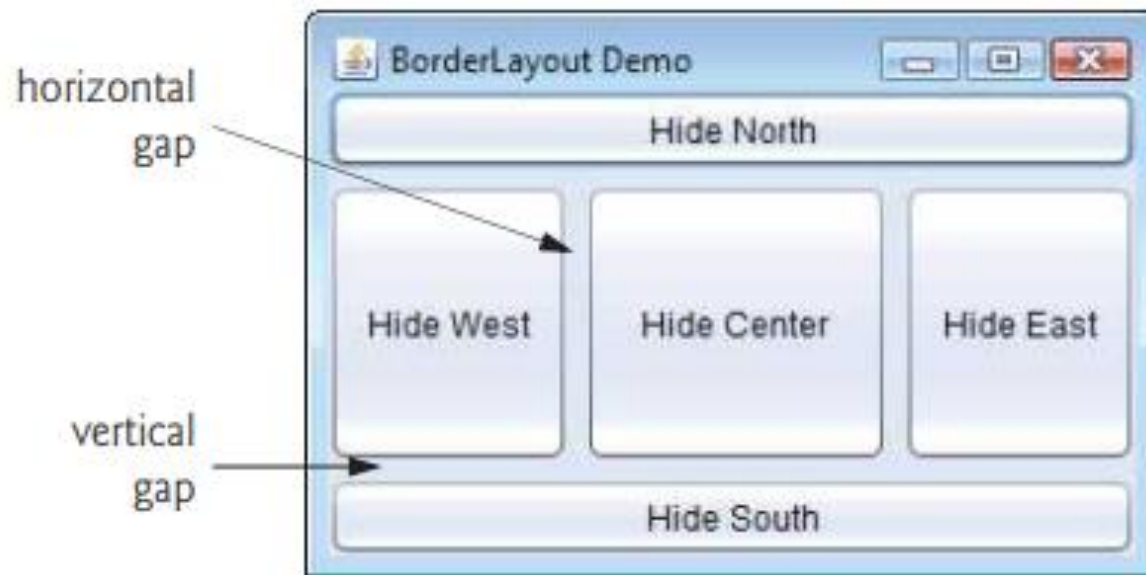 BorderLayout Demo
horizontal
gap
Hide North
Hide West
Hide Center
Hide East
vertical
gap
Hide South